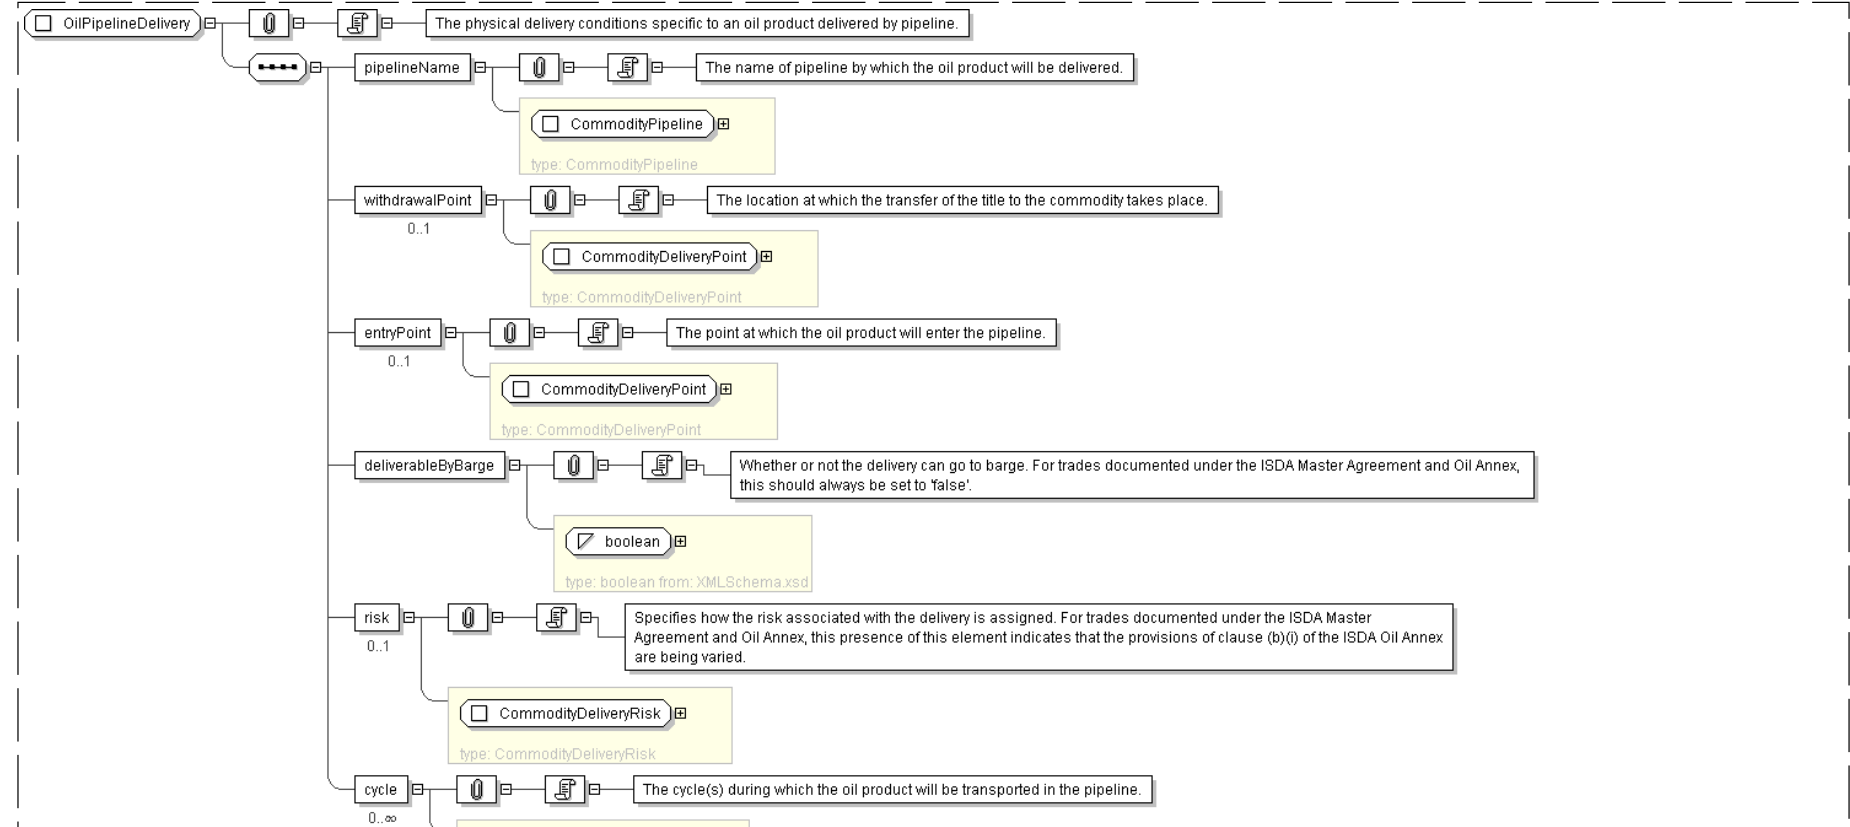 OilPipelineDelivery
The physical delivery conditions specific to an oil product delivered by pipeline.
pipelineName
The name of pipeline by which the oil product will be delivered.
CommodityPipeline
type: CommodityPipeline
withdrawalPoint
The location at which the transfer of the title to the commodity takes place.
0..1
CommodityDeliveryPoint
type: CommodityDeliveryPoint
entryPoint
The point at which the oil product will enter the pipeline.
0..1
CommodityDeliveryPoint
type: CommodityDeliveryPoint
deliverableByBarge
Whether or not the delivery can go to barge. For trades documented under the ISDA Master Agreement and Oil Annex,
this should always be set to 'false'.
boolean
type: boolean from: XMLSchema.xsd
risk
Specifies how the risk associated with the delivery is assigned. For trades documented under the ISDA Master
Agreement and Oil Annex, this presence of this element indicates that the provisions of clause (b)(i) of the ISDA Oil Annex
are being varied.
0..1
CommodityDeliveryRisk
type: CommodityDeliveryRisk
cycle
The cycle(s) during which the oil product will be transported in the pipeline.
0..∞